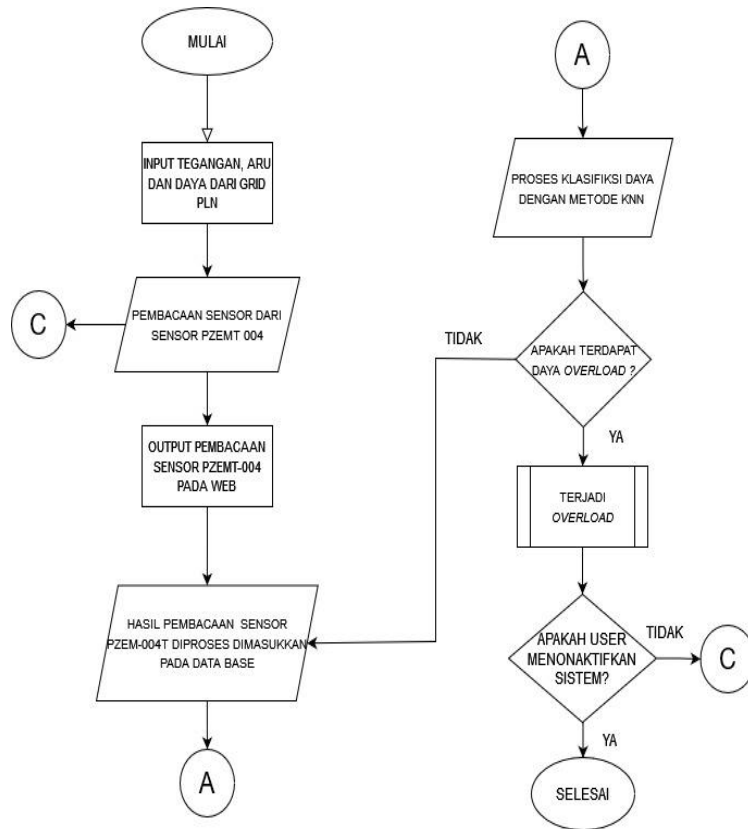 MULAI
INPUT TEGANGAN, ARU
DAN DAYA DARI GRID
PLN
C
PEMBACAAN SENSOR DARI
SENSOR PZEMT 004
OUTPUT PEMBACAAN
SENSOR PZEMT-004
PADA WEB
HASIL PEMBACAAN SENSOR
PZEM-004T DIPROSES DIMASUKKAN
PADA DATA BASE
A
A
PROSES KLASIFIKSI DAYA
DENGAN METODE KNN
TIDAK
APAKAH TERDAPAT
DAYA OVERLOAD ?
YA
TERJADI
OVERLOAD
APAKAH USER
MENONAKTIFKAN
SISTEM?
TIDAK
C
YA
SELESAI